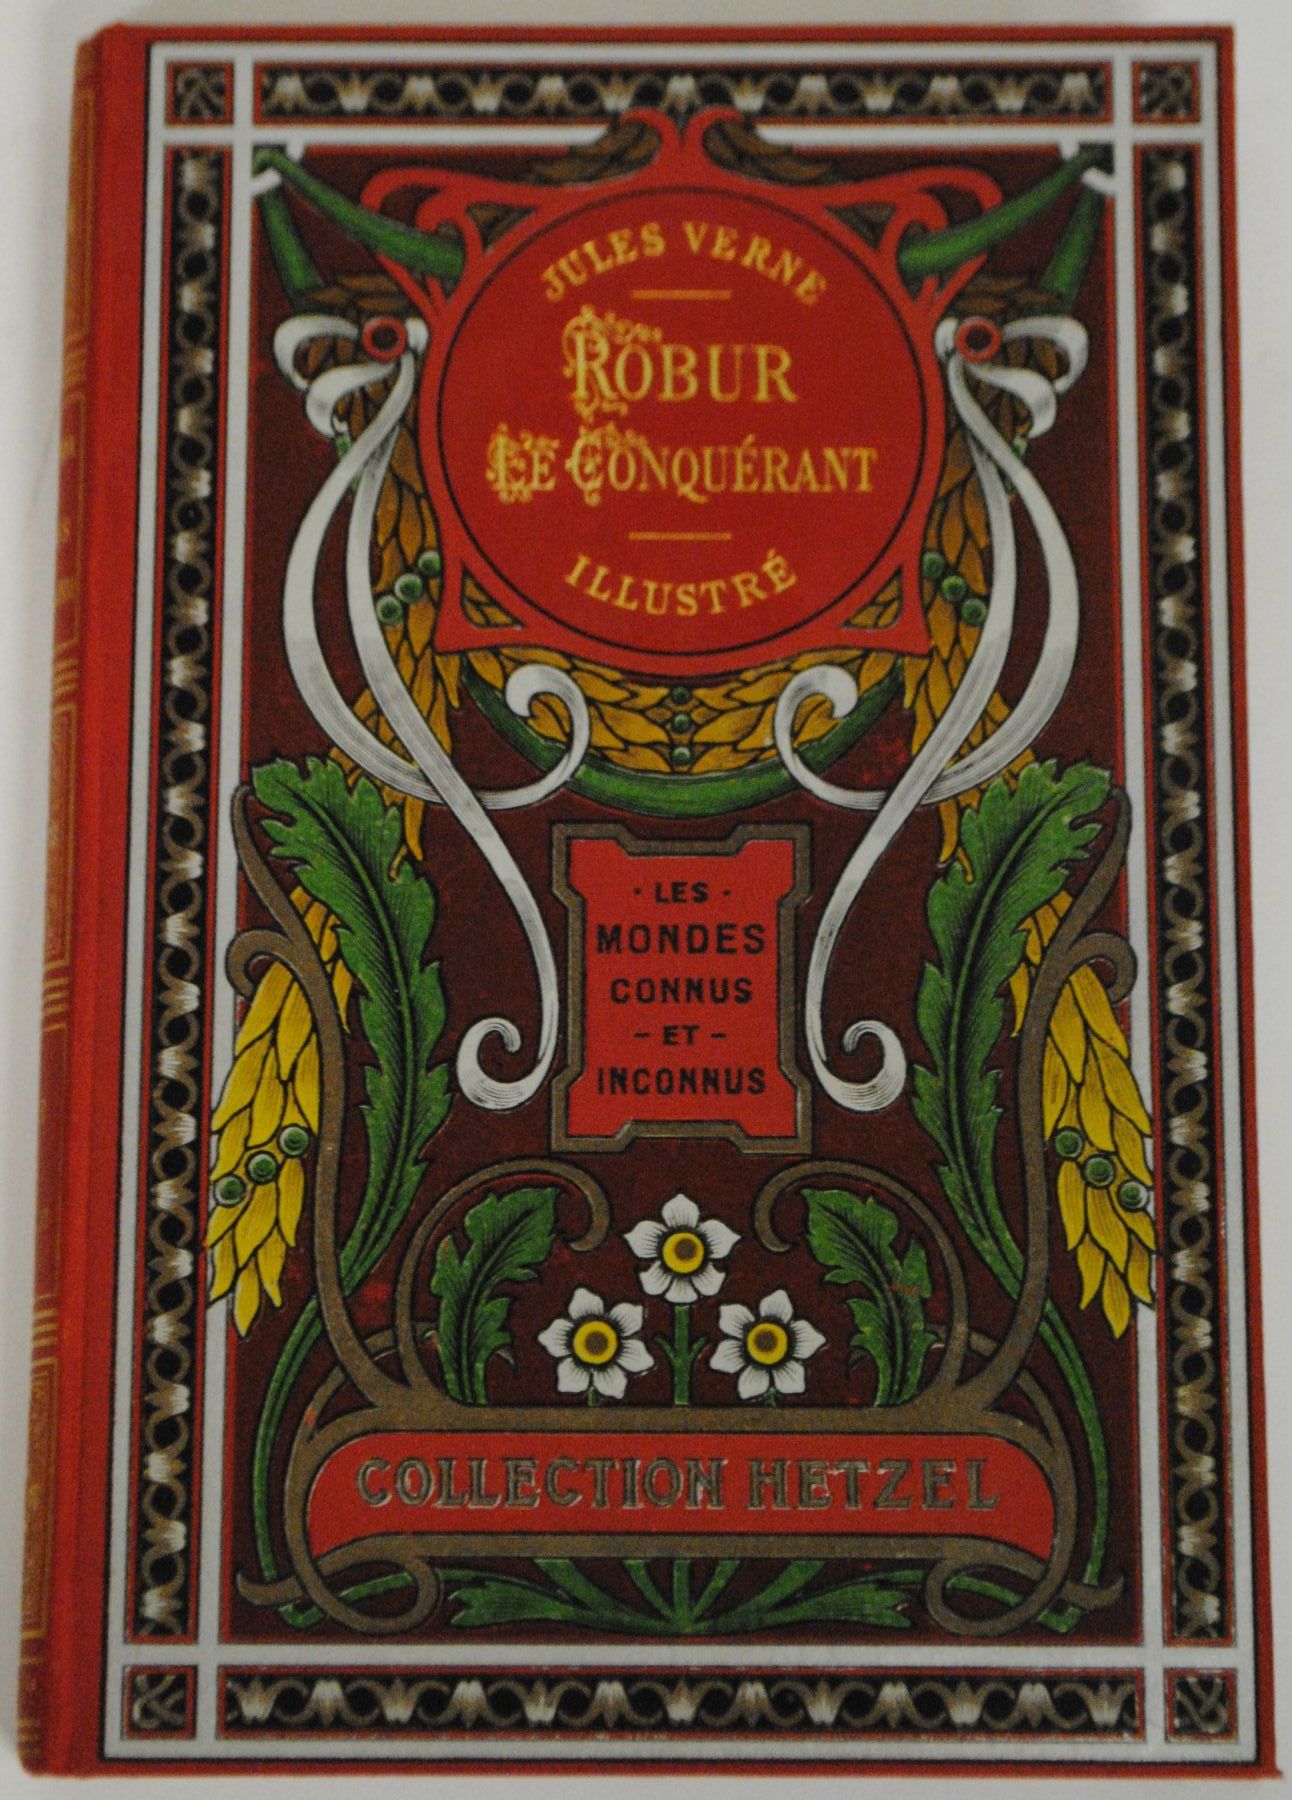 JULES VERNE
ROBUR
LE CONQUÉRANT
ILLUSTRÉ
· LES ·
MONDES
CONNUS
– ET –
INCONNUS
COLLECTION HETZEL